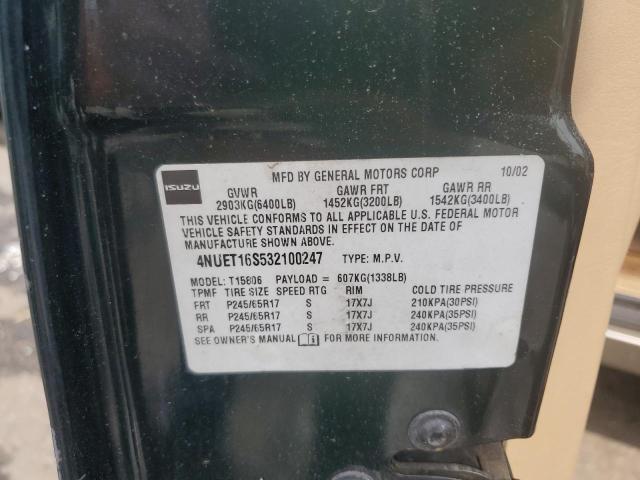 ISUZU MFD BY GENERAL MOTORS CORP 10/02
GVWR GAWR FRT GAWR RR
2903KG(6400LB) 1452KG(3200LB) 1542KG(3400LB)
THIS VEHICLE CONFORMS TO ALL APPLICABLE U.S. FEDERAL MOTOR
VEHICLE SAFETY STANDARDS IN EFFECT ON THE DATE OF
MANUFACTURE SHOWN ABOVE.
4NUET16S532100247 TYPE: M.P.V.
MODEL: T15806 PAYLOAD = 607KG(1338LB)
TPMF TIRE SIZE SPEED RTG RIM COLD TIRE PRESSURE
FRT P245/65R17 S 17X7J 210KPA(30PSI)
RR P245/65R17 S 17X7J 240KPA(35PSI)
SPA P245/65R17 S 17X7J 240KPA(35PSI)
SEE OWNER'S MANUAL FOR MORE INFORMATION.